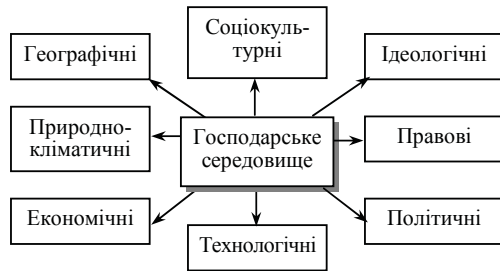 Соціокуль-
турні
Географічні
Ідеологічні
Природно-
кліматичні
Господарське
середовище
Правові
Економічні
Технологічні
Політичні